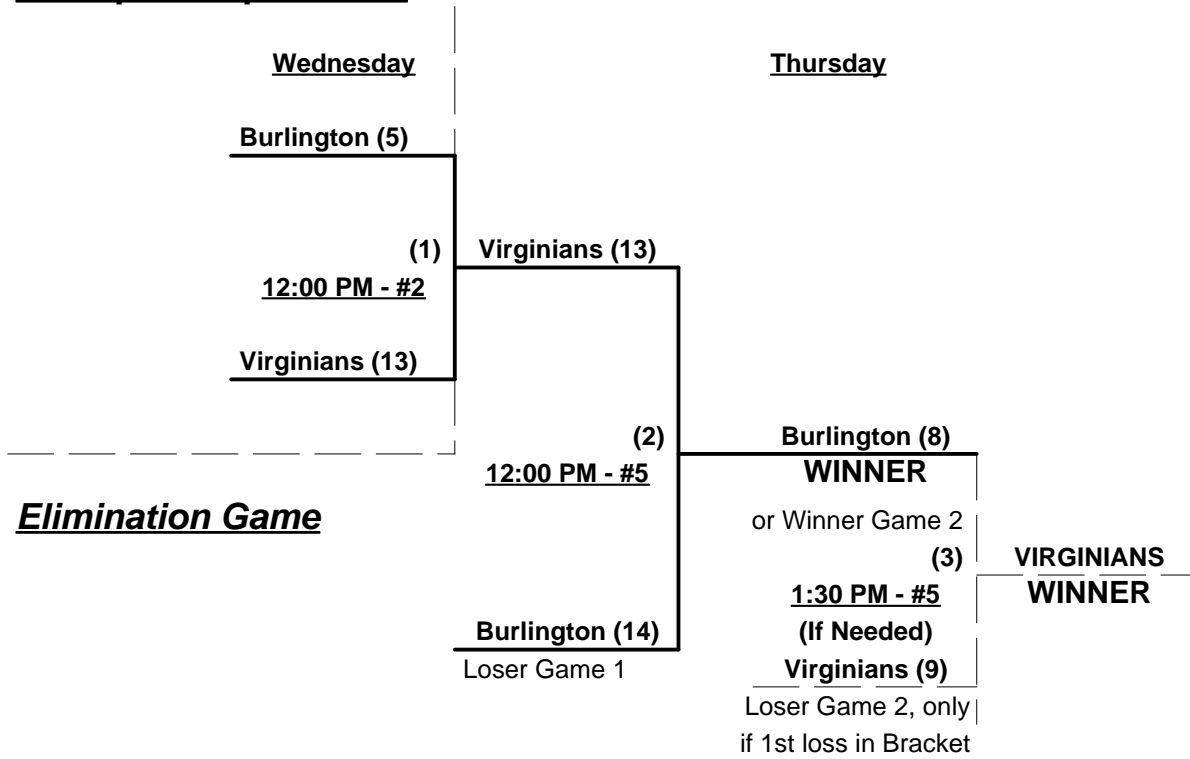 Wednesday
Thursday
Burlington (5)
(1)
Virginians (13)
12:00 PM - #2
Virginians (13)
(2)
Burlington (8)
12:00 PM - #5
WINNER
Elimination Game
or Winner Game 2
(3)
VIRGINIANS
1:30 PM - #5
WINNER
(If Needed)
Burlington (14)
Loser Game 1
Virginians (9)
Loser Game 2, only
if 1st loss in Bracket